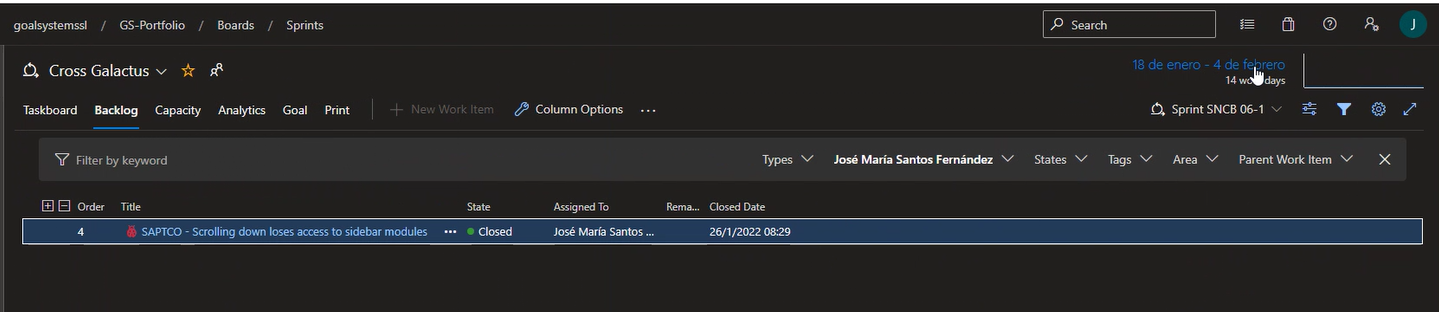 goalsystemssl / GS-Portfolio / Boards / Sprints Search J
Cross Galactus 18 de enero - 4 de febrero
14 work days
Taskboard Backlog Capacity Analytics Goal Print New Work Item Column Options ... Sprint SNCB 06-1
Filter by keyword Types José María Santos Fernández States Tags Area Parent Work Item
Order Title State Assigned To Rema... Closed Date
4 SAPTCO - Scrolling down loses access to sidebar modules ... Closed José María Santos ... 26/1/2022 08:29